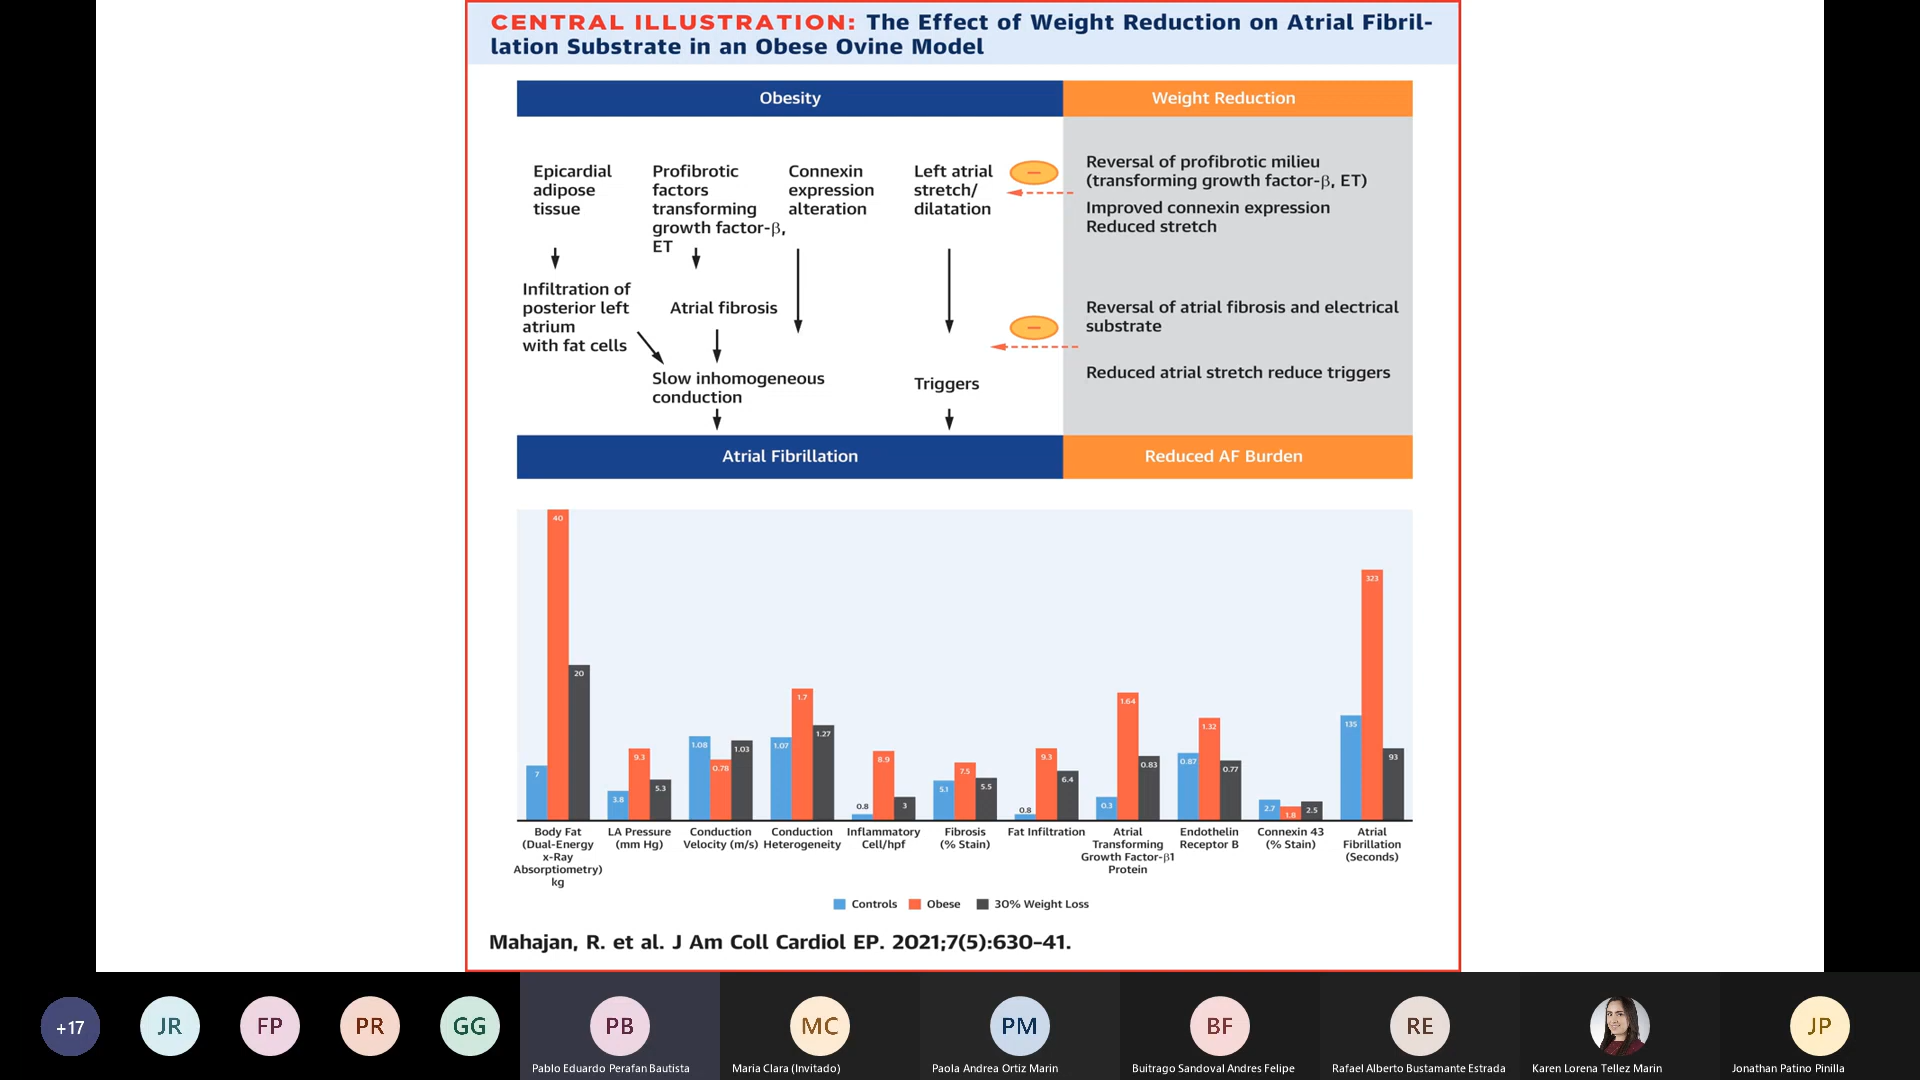 CENTRAL ILLUSTRATION: The Effect of Weight Reduction on Atrial Fibril-
lation Substrate in an Obese Ovine Model
Obesity
Weight Reduction
Epicardial
adipose
tissue
Profibrotic
factors
transforming
growth factor-β,
ET
Connexin
expression
alteration
Left atrial
stretch/
dilatation
−
Reversal of profibrotic milieu
(transforming growth factor-β, ET)
Improved connexin expression
Reduced stretch
Infiltration of
posterior left
atrium
with fat cells
Atrial fibrosis
−
Reversal of atrial fibrosis and electrical
substrate
Slow inhomogeneous
conduction
Triggers
Reduced atrial stretch reduce triggers
Atrial Fibrillation
Reduced AF Burden
7
40
20
3.8
9.3
5.3
1.08
0.78
1.03
1.07
1.7
1.27
0.8
8.9
3
5.1
7.5
5.5
0.8
9.3
6.4
0.3
1.64
0.83
0.87
1.32
0.77
2.7
1.8
2.5
135
323
93
Body Fat
(Dual-Energy
x-Ray
Absorptiometry)
kg
LA Pressure
(mm Hg)
Conduction
Velocity (m/s)
Conduction
Heterogeneity
Inflammatory
Cell/hpf
Fibrosis
(% Stain)
Fat Infiltration
Atrial
Transforming
Growth Factor-β1
Protein
Endothelin
Receptor B
Connexin 43
(% Stain)
Atrial
Fibrillation
(Seconds)
Controls
Obese
30% Weight Loss
Mahajan, R. et al. J Am Coll Cardiol EP. 2021;7(5):630–41.
+17
JR
FP
PR
GG
PB
Pablo Eduardo Perafan Bautista
MC
Maria Clara (Invitado)
PM
Paola Andrea Ortiz Marin
BF
Buitrago Sandoval Andres Felipe
RE
Rafael Alberto Bustamante Estrada
Karen Lorena Tellez Marin
JP
Jonathan Patino Pinilla